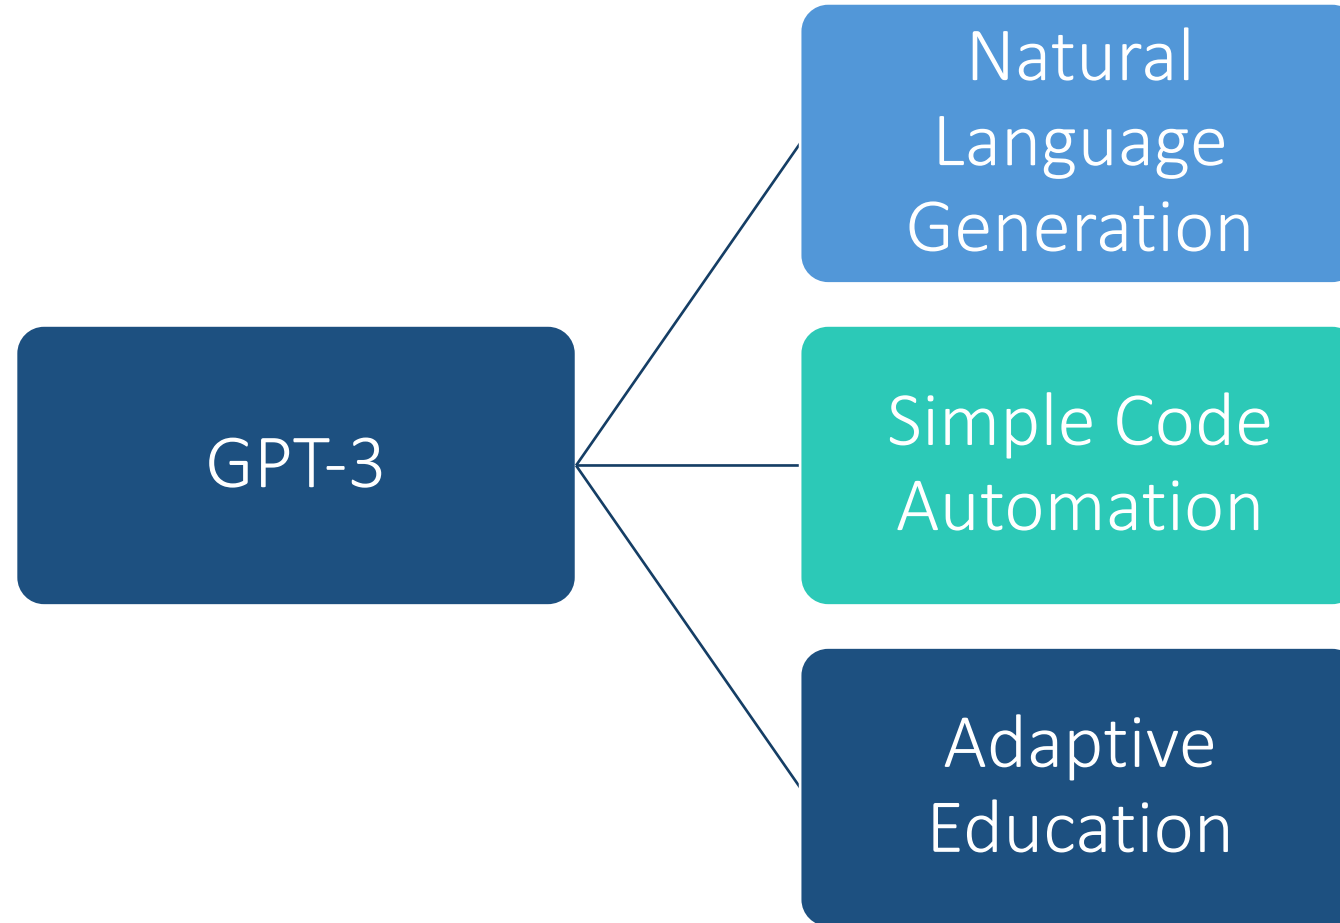 Natural
Language
Generation
GPT-3
Simple Code
Automation
Adaptive
Education